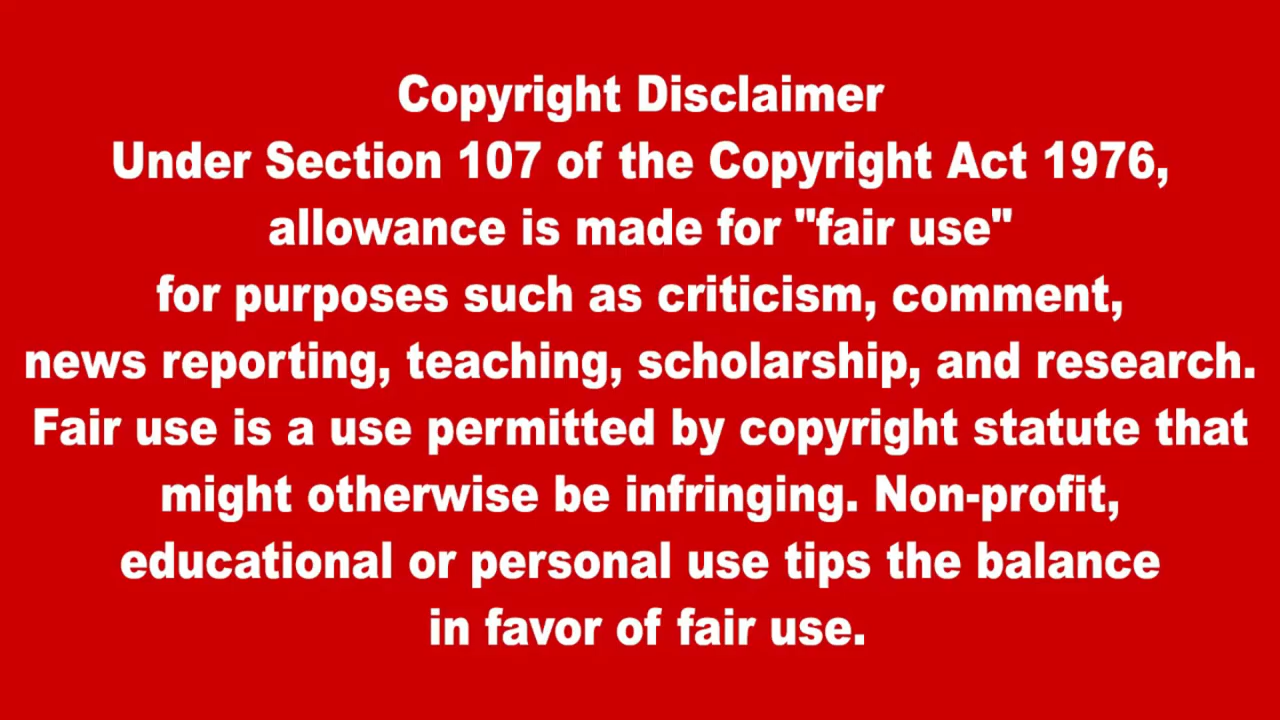 Copyright Disclaimer
Under Section 107 of the Copyright Act 1976,
allowance is made for "fair use"
for purposes such as criticism, comment,
news reporting, teaching, scholarship, and research.
Fair use is a use permitted by copyright statute that
might otherwise be infringing. Non-profit,
educational or personal use tips the balance
in favor of fair use.